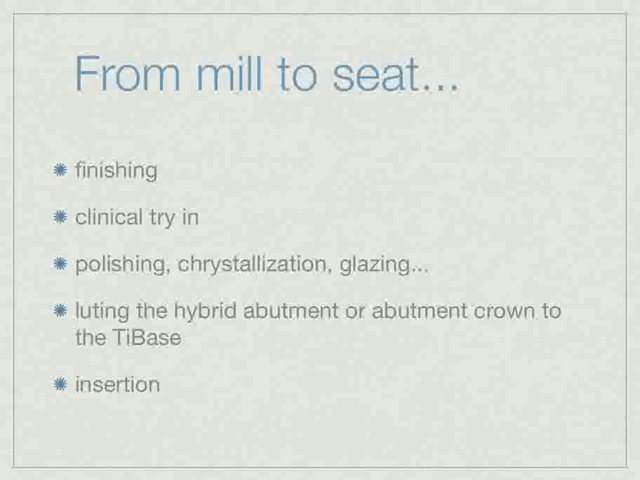 From mill to seat...
finishing
clinical try in
polishing, chrystallization, glazing...
luting the hybrid abutment or abutment crown to
the TiBase
insertion